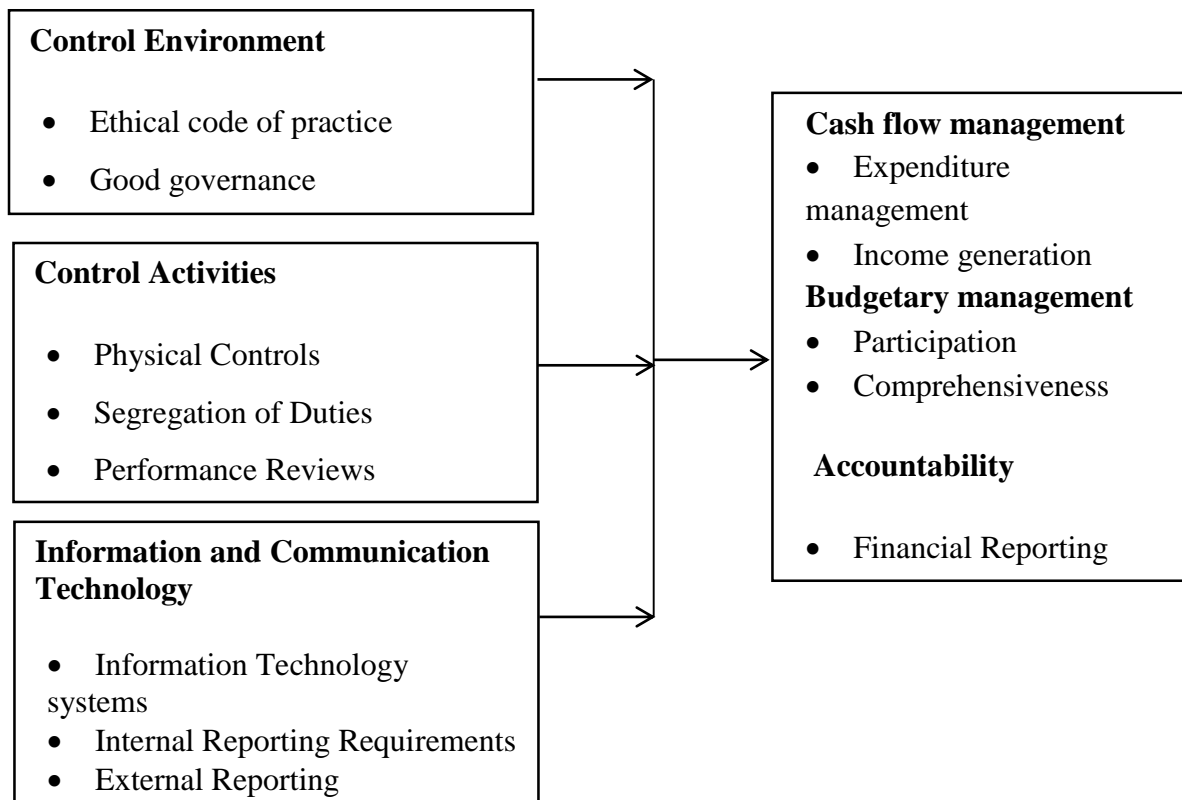 Control Environment
• Ethical code of practice
• Good governance
Control Activities
• Physical Controls
• Segregation of Duties
• Performance Reviews
Information and Communication
Technology
• Information Technology
systems
• Internal Reporting Requirements
• External Reporting
Cash flow management
• Expenditure
management
• Income generation
Budgetary management
• Participation
• Comprehensiveness
Accountability
• Financial Reporting